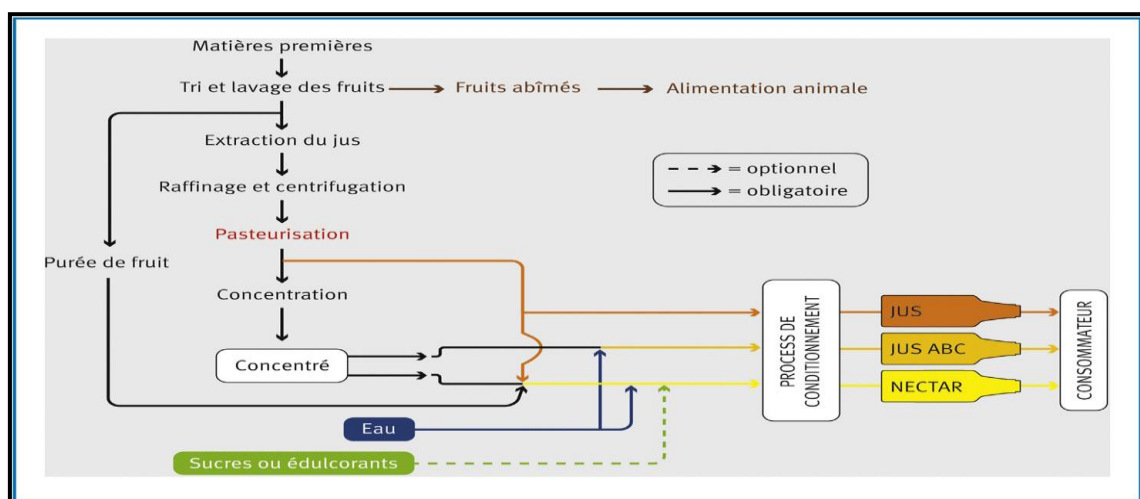 Matières premières
Tri et lavage des fruits
Fruits abîmés
Alimentation animale
Extraction du jus
= optionnel
= obligatoire
Raffinage et centrifugation
Pasteurisation
Purée de fruit
Concentration
Concentré
PROCESS DE
CONDITIONNEMENT
JUS
JUS ABC
NECTAR
CONSOMMATEUR
Eau
Sucres ou édulcorants